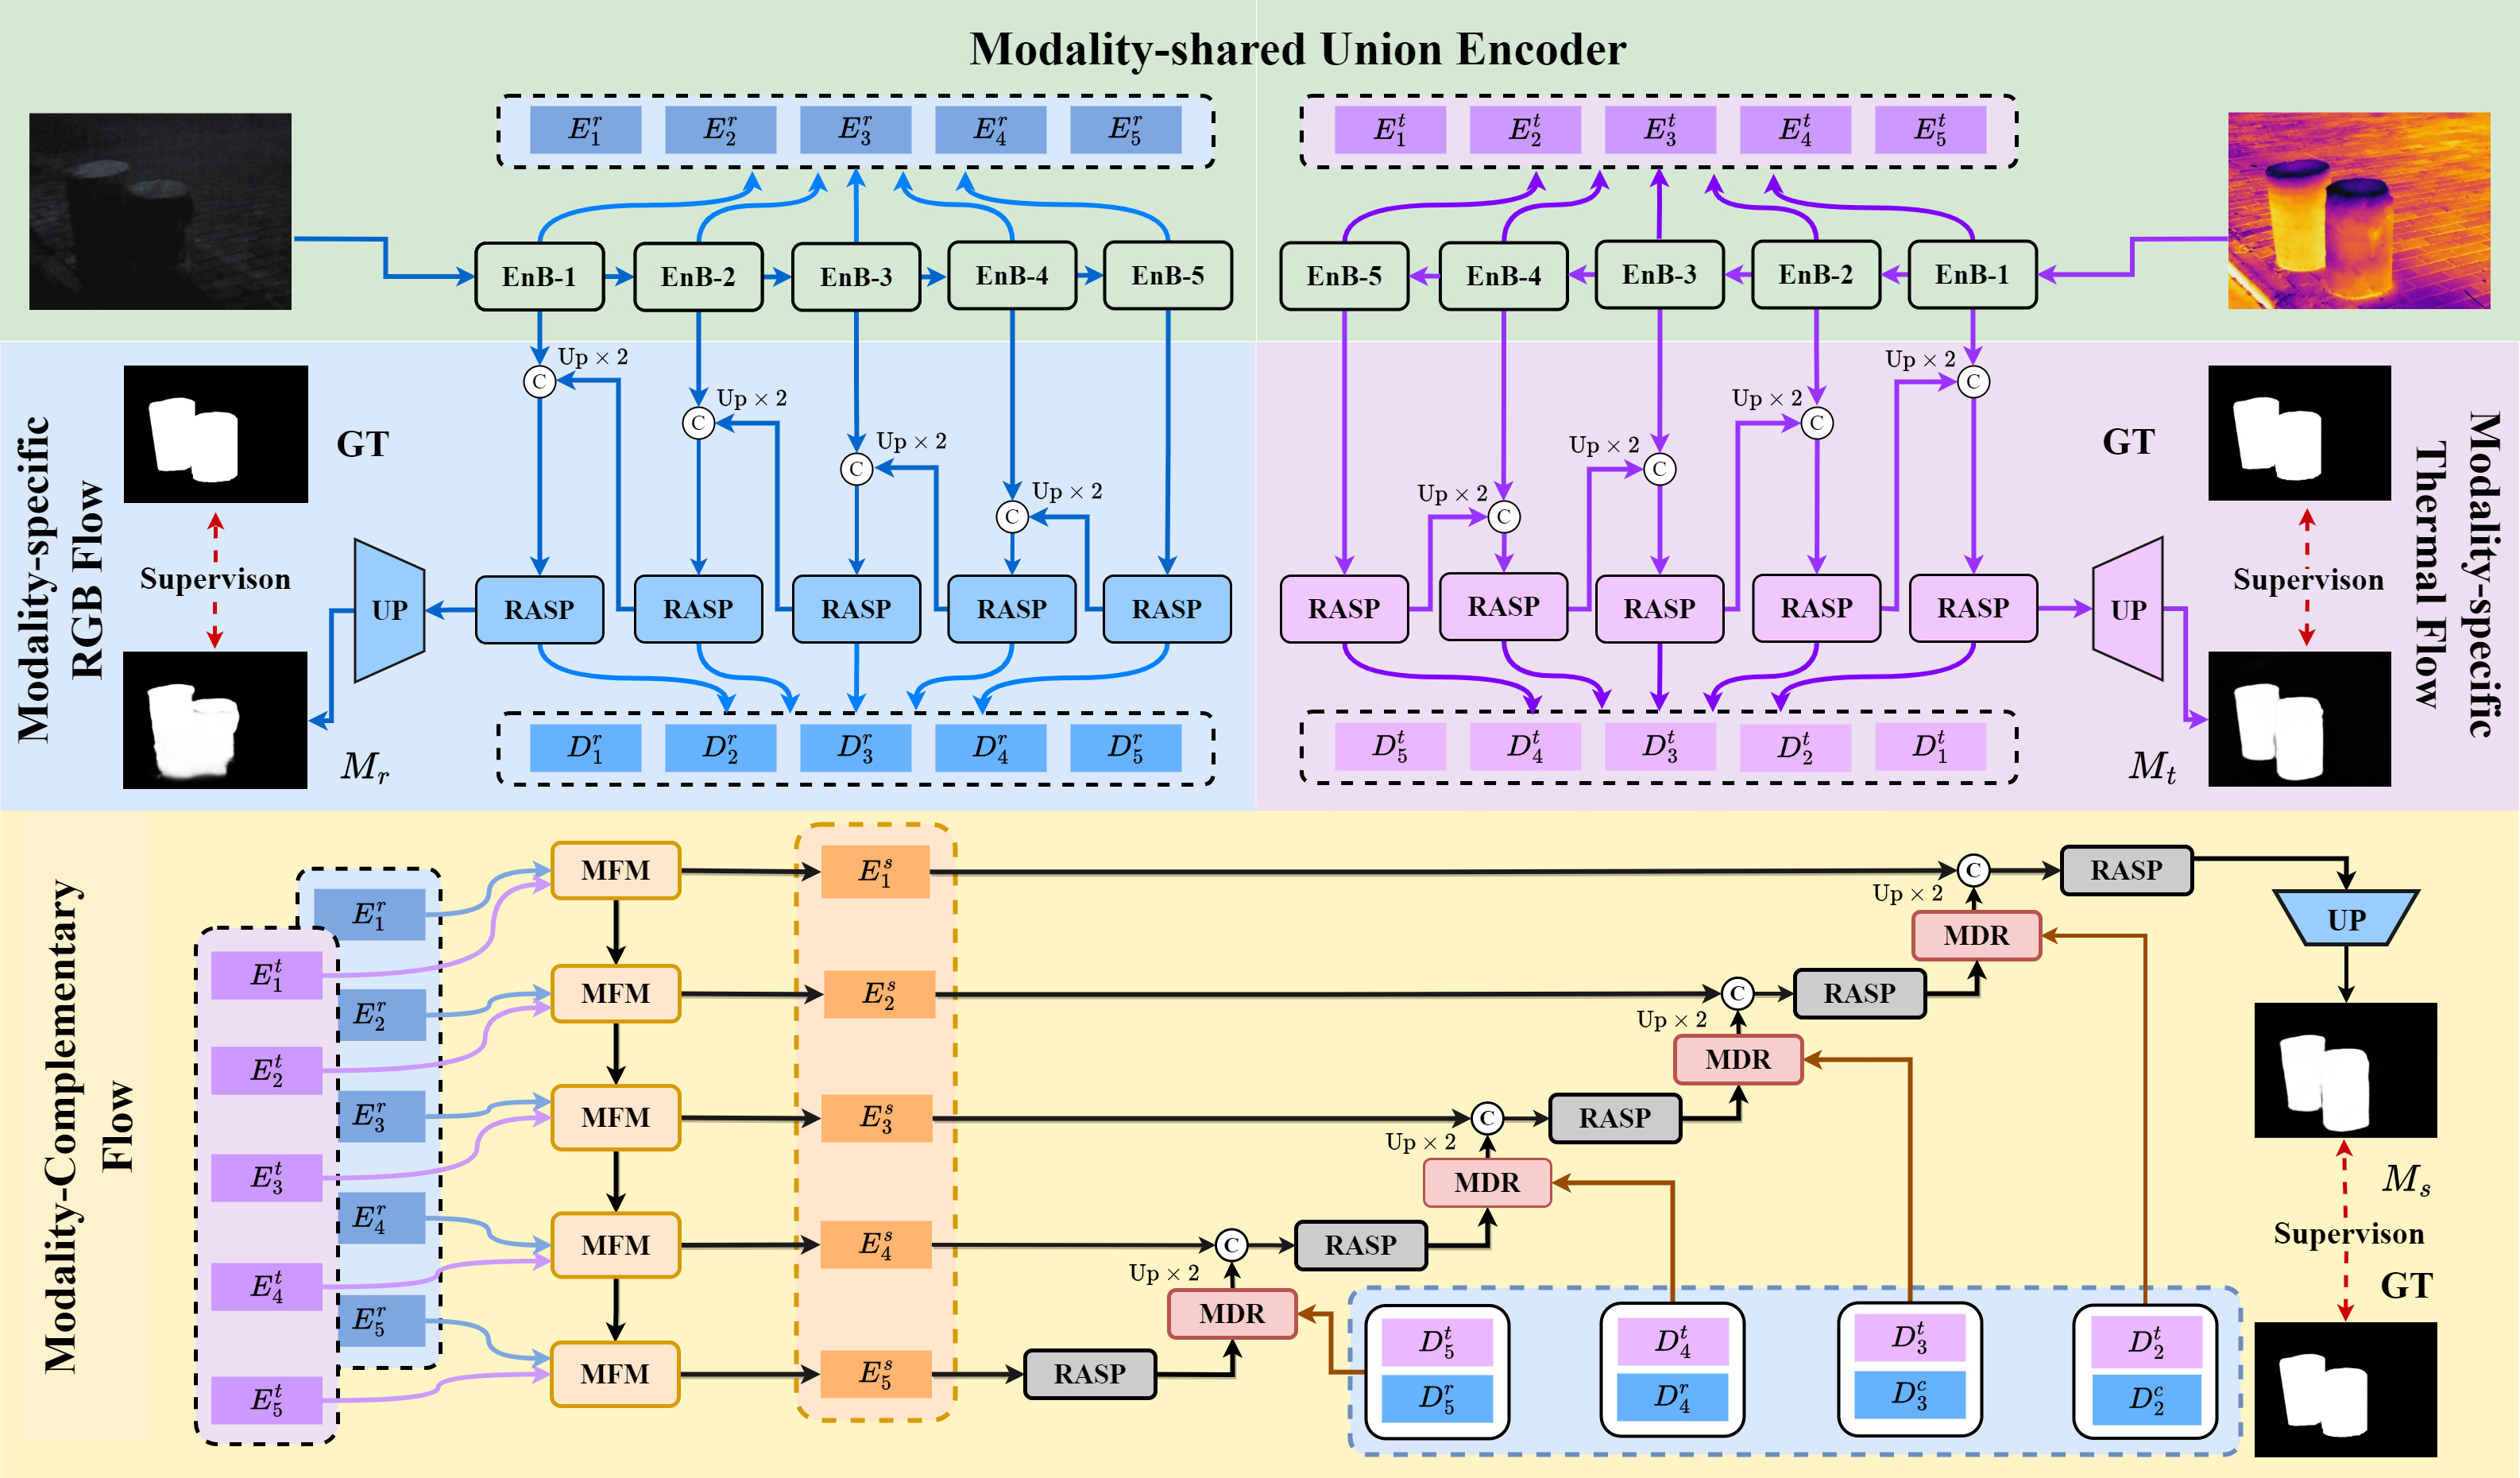 Modality-shared Union Encoder
E_1^r E_2^r E_3^r E_4^r E_5^r
E_1^t E_2^t E_3^t E_4^t E_5^t
EnB-1 EnB-2 EnB-3 EnB-4 EnB-5
EnB-5 EnB-4 EnB-3 EnB-2 EnB-1
Modality-specific
RGB Flow
GT
Supervison
M_r
UP
Up × 2
C
Up × 2
C
Up × 2
C
Up × 2
C
RASP RASP RASP RASP RASP
D_1^r D_2^r D_3^r D_4^r D_5^r
Up × 2
C
Up × 2
C
Up × 2
C
Up × 2
C
RASP RASP RASP RASP RASP
D_5^t D_4^t D_3^t D_2^t D_1^t
UP
GT
Supervison
M_t
Modality-specific
Thermal Flow
Modality-Complementary
Flow
E_1^r
E_2^r
E_3^r
E_4^r
E_5^r
E_1^t
E_2^t
E_3^t
E_4^t
E_5^t
MFM
MFM
MFM
MFM
MFM
E_1^s
E_2^s
E_3^s
E_4^s
E_5^s
C RASP
Up × 2
MDR
C RASP
Up × 2
MDR
C RASP
Up × 2
MDR
C RASP
Up × 2
MDR
RASP
D_5^t D_4^t D_3^t D_2^t
D_5^r D_4^r D_3^c D_2^c
UP
M_s
Supervison
GT